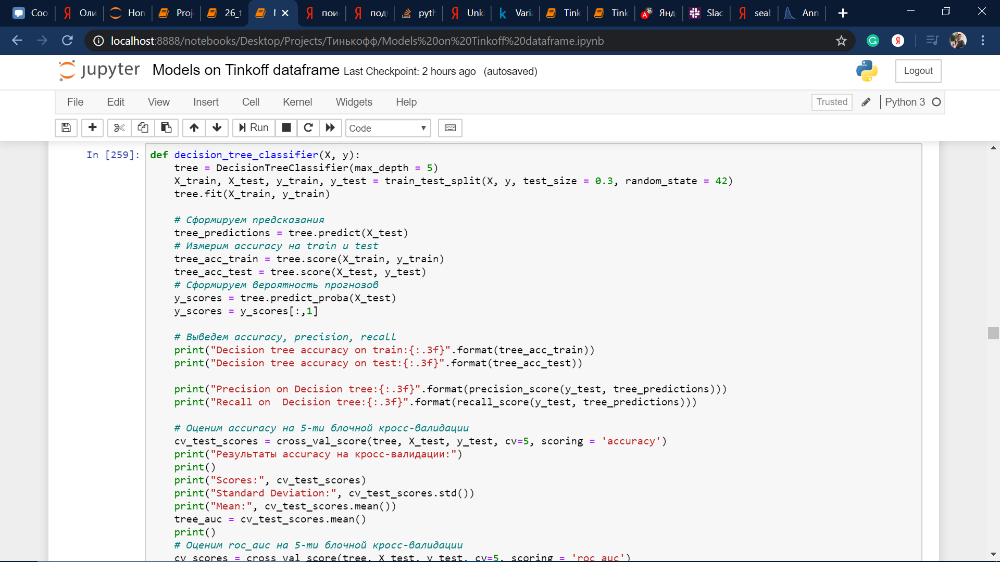 Coo
Оли
Hom
Proj
26_t
поис
подб
pyth
Unk
Varia
Tink
Tink
Янд
Slac
seab
Ann
localhost:8888/notebooks/Desktop/Projects/Тинькофф/Models%20on%20Tinkoff%20dataframe.ipynb
jupyter Models on Tinkoff dataframe Last Checkpoint: 2 hours ago (autosaved)
Logout
File Edit View Insert Cell Kernel Widgets Help
Trusted Python 3
Run Code
In [259]: def decision_tree_classifier(X, y):
tree = DecisionTreeClassifier(max_depth = 5)
X_train, X_test, y_train, y_test = train_test_split(X, y, test_size = 0.3, random_state = 42)
tree.fit(X_train, y_train)
# Сформируем предсказания
tree_predictions = tree.predict(X_test)
# Измерим accuracy на train и test
tree_acc_train = tree.score(X_train, y_train)
tree_acc_test = tree.score(X_test, y_test)
# Сформируем вероятность прогнозов
y_scores = tree.predict_proba(X_test)
y_scores = y_scores[:,1]
# Выведем accuracy, precision, recall
print("Decision tree accuracy on train:{:.3f}".format(tree_acc_train))
print("Decision tree accuracy on test:{:.3f}".format(tree_acc_test))
print("Precision on Decision tree:{:.3f}".format(precision_score(y_test, tree_predictions)))
print("Recall on  Decision tree:{:.3f}".format(recall_score(y_test, tree_predictions)))
# Оценим accuracy на 5-ти блочной кросс-валидации
cv_test_scores = cross_val_score(tree, X_test, y_test, cv=5, scoring = 'accuracy')
print("Результаты accuracy на кросс-валидации:")
print()
print("Scores:", cv_test_scores)
print("Standard Deviation:", cv_test_scores.std())
print("Mean:", cv_test_scores.mean())
tree_auc = cv_test_scores.mean()
print()
# Оценим roc_auc на 5-ти блочной кросс-валидации
cv_scores = cross_val_score(tree, X_test, y_test, cv=5, scoring = 'roc_auc')